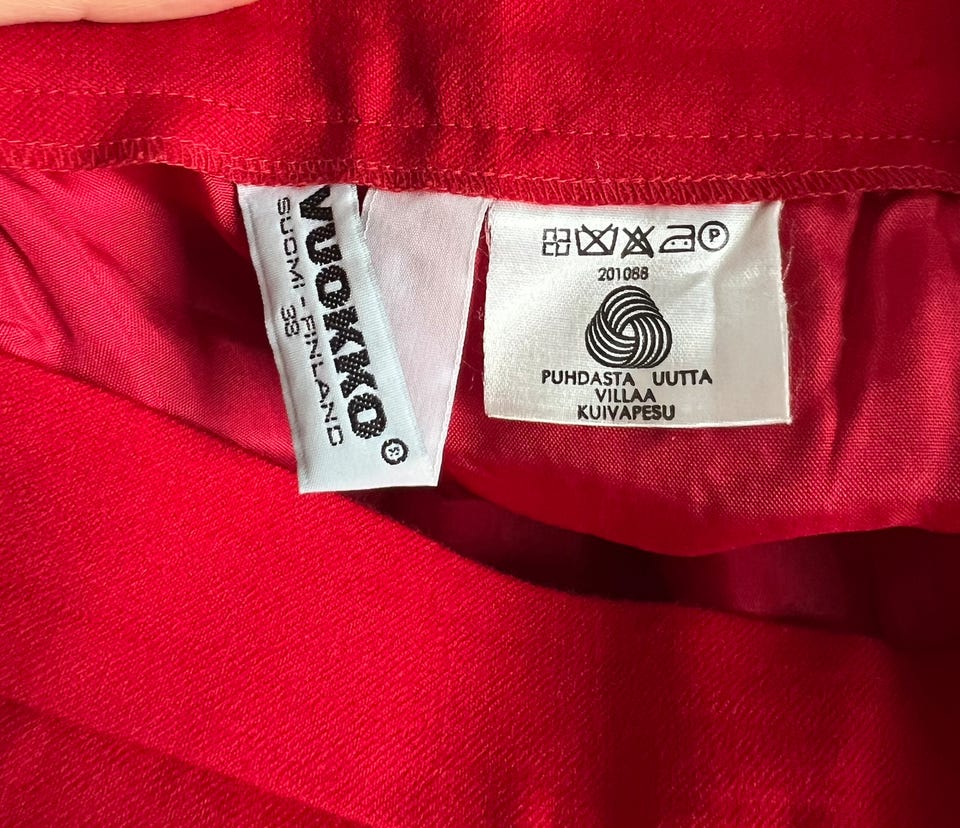 VUOKKO
SUOMI - FINLAND
38
P
201088
PUHDASTA UUTTA
VILLAA
KUIVAPESU